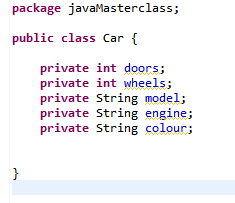 package javaMasterclass;
public class Car {
private int doors;
private int wheels;
private String model;
private String engine;
private String colour;
}